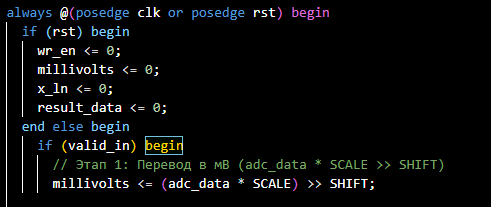 always @(posedge clk or posedge rst) begin
if (rst) begin
wr_en <= 0;
millivolts <= 0;
x_ln <= 0;
result_data <= 0;
end else begin
if (valid_in) begin
// Этап 1: Перевод в мВ (adc_data * SCALE >> SHIFT)
millivolts <= (adc_data * SCALE) >> SHIFT;